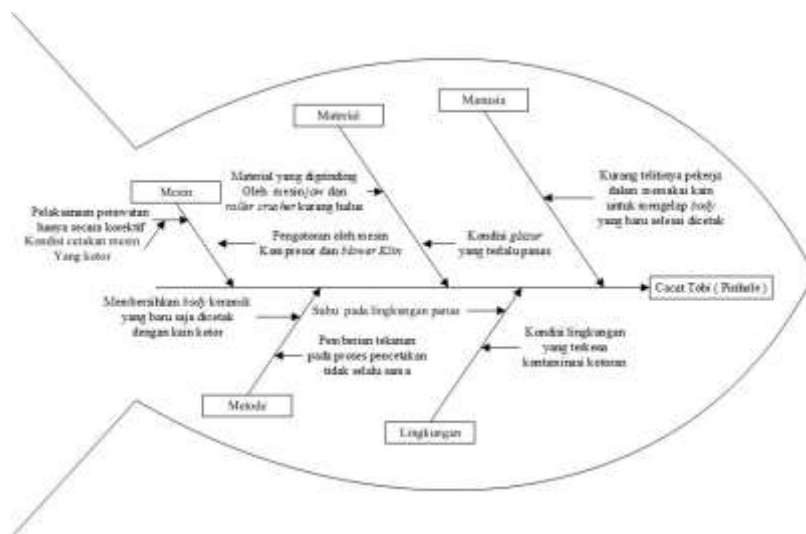 Manusia
Material
Mesin
Material yang digrinding
Oleh mesin jaw dan
roller crusher kurang halus
Kurang telitinya pekerja
dalam memakai kain
untuk mengelap body
yang baru selesai dicetak
Pelaksanaan perawatan
hanya secara korektif
Kondisi cetakan mesin
Yang kotor
Pengotoran oleh mesin
Kompresor dan blower Klin
Kondisi glazur
yang terlalu panas
Cacat Tobi ( Pinhole )
Membersihkan body keramik
yang baru saja dicetak
dengan kain kotor
Suhu pada lingkungan panas
Kondisi lingkungan
yang terkena
kontaminasi kotoran
Pemberian tekanan
pada proses pencetakan
tidak selalu sama
Metode
Lingkungan